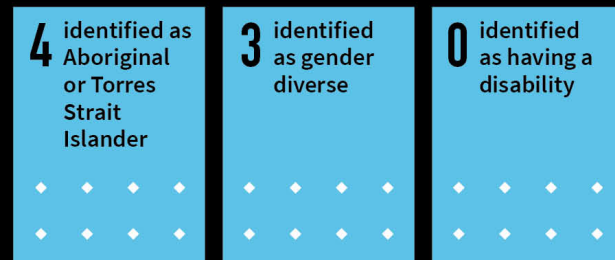 4 identified as
Aboriginal
or Torres
Strait
Islander
3 identified
as gender
diverse
0 identified
as having a
disability